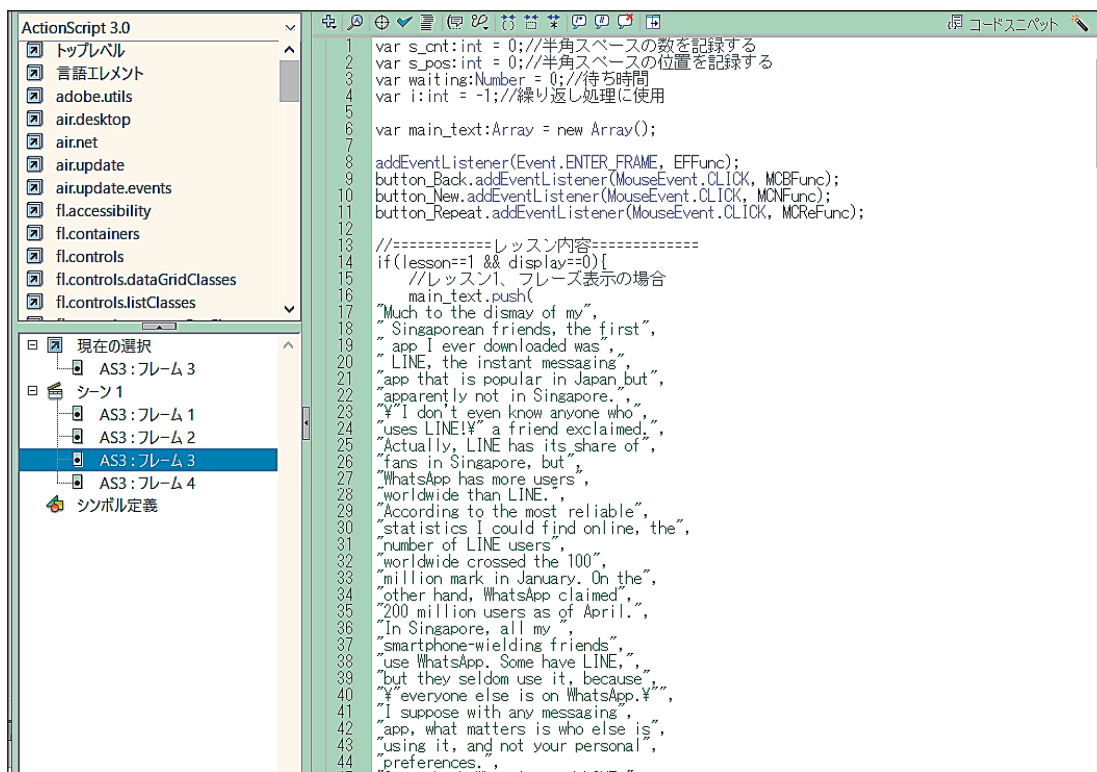 ActionScript 3.0
トップレベル
言語エレメント
adobe.utils
air.desktop
air.net
air.update
air.update.events
fl.accessibility
fl.containers
fl.controls
fl.controls.dataGridClasses
fl.controls.listClasses
現在の選択
AS3 : フレーム 3
シーン 1
AS3 : フレーム 1
AS3 : フレーム 2
AS3 : フレーム 3
AS3 : フレーム 4
シンボル定義
コードスニペット
1 var s_cnt:int = 0;//半角スペースの数を記録する
2 var s_pos:int = 0;//半角スペースの位置を記録する
3 var waiting:Number = 0;//待ち時間
4 var i:int = -1;//繰り返し処理に使用
5
6 var main_text:Array = new Array();
7
8 addEventListener(Event.ENTER_FRAME, EFFunc);
9 button_Back.addEventListener(MouseEvent.CLICK, MCBFunc);
10 button_New.addEventListener(MouseEvent.CLICK, MCNFunc);
11 button_Repeat.addEventListener(MouseEvent.CLICK, MCReFunc);
12
13 //============レッスン内容=============
14 if(lesson==1 && display==0){
15 //レッスン1、フレーズ表示の場合
16 main_text.push(
17 "Much to the dismay of my",
18 " Singaporean friends, the first",
19 " app I ever downloaded was",
20 " LINE, the instant messaging",
21 "app that is popular in Japan but",
22 "apparently not in Singapore.",
23 "¥"I don't even know anyone who",
24 "uses LINE!¥" a friend exclaimed.",
25 "Actually, LINE has its share of",
26 "fans in Singapore, but",
27 "WhatsApp has more users",
28 "worldwide than LINE.",
29 "According to the most reliable",
30 "statistics I could find online, the",
31 "number of LINE users",
32 "worldwide crossed the 100",
33 "million mark in January. On the",
34 "other hand, WhatsApp claimed",
35 "200 million users as of April.",
36 "In Singapore, all my ",
37 "smartphone-wielding friends",
38 "use WhatsApp. Some have LINE,",
39 "but they seldom use it, because",
40 "¥"everyone else is on WhatsApp.¥"",
41 "I suppose with any messaging",
42 "app, what matters is who else is",
43 "using it, and not your personal",
44 "preferences.",